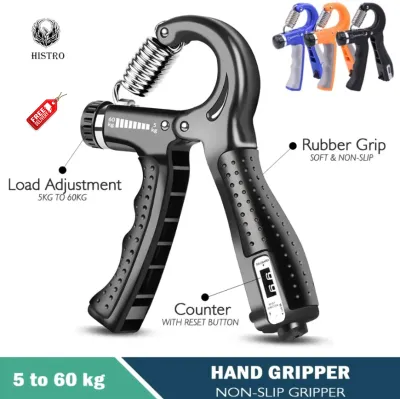 HISTRO
FREE
Load Adjustment
5KG TO 60KG
Rubber Grip
SOFT & NON-SLIP
Counter
WITH RESET BUTTON
5 to 60 kg
HAND GRIPPER
NON-SLIP GRIPPER